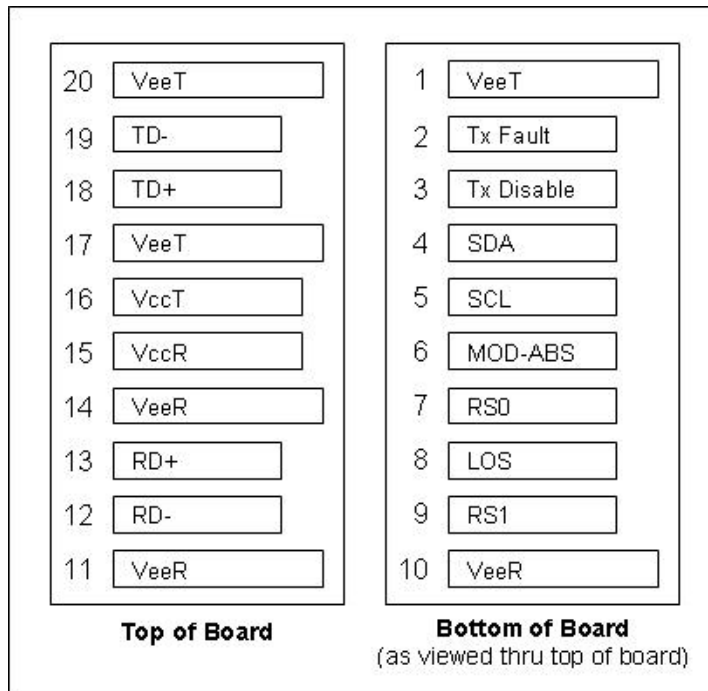 20 VeeT
19 TD-
18 TD+
17 VeeT
16 VccT
15 VccR
14 VeeR
13 RD+
12 RD-
11 VeeR
Top of Board
1 VeeT
2 Tx Fault
3 Tx Disable
4 SDA
5 SCL
6 MOD-ABS
7 RS0
8 LOS
9 RS1
10 VeeR
Bottom of Board
(as viewed thru top of board)